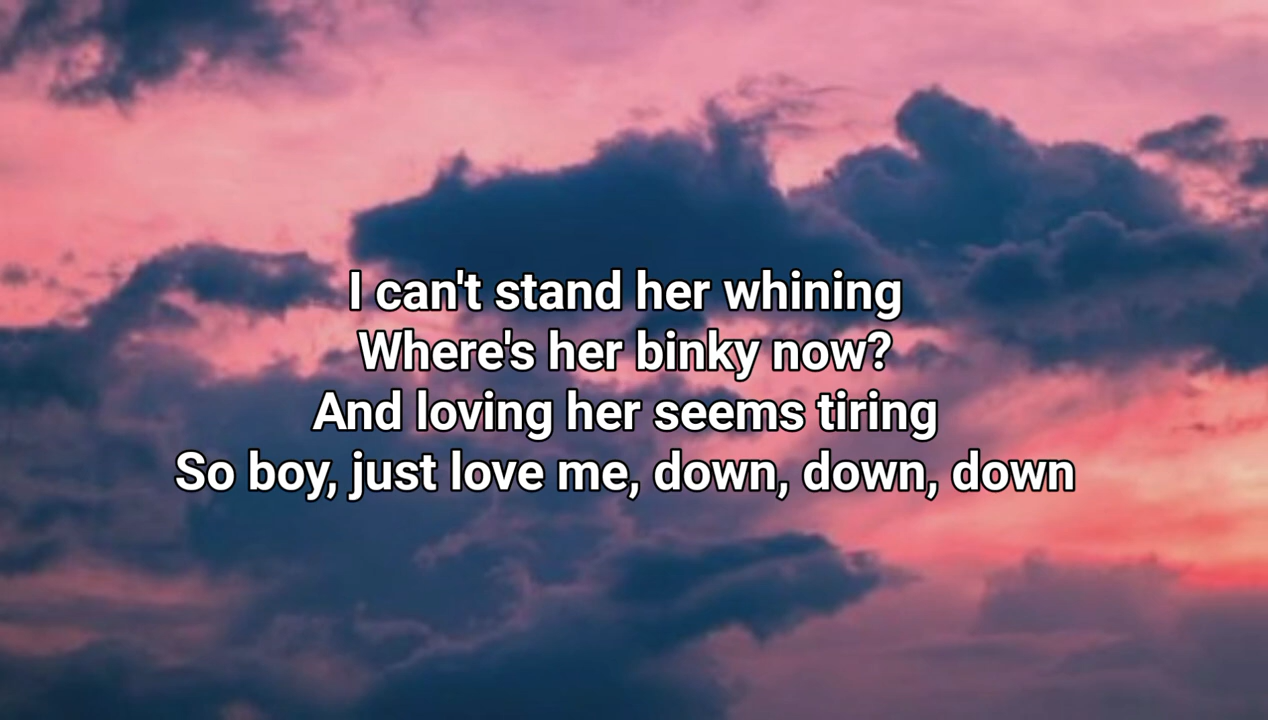 I can't stand her whining
Where's her binky now?
And loving her seems tiring
So boy, just love me, down, down, down